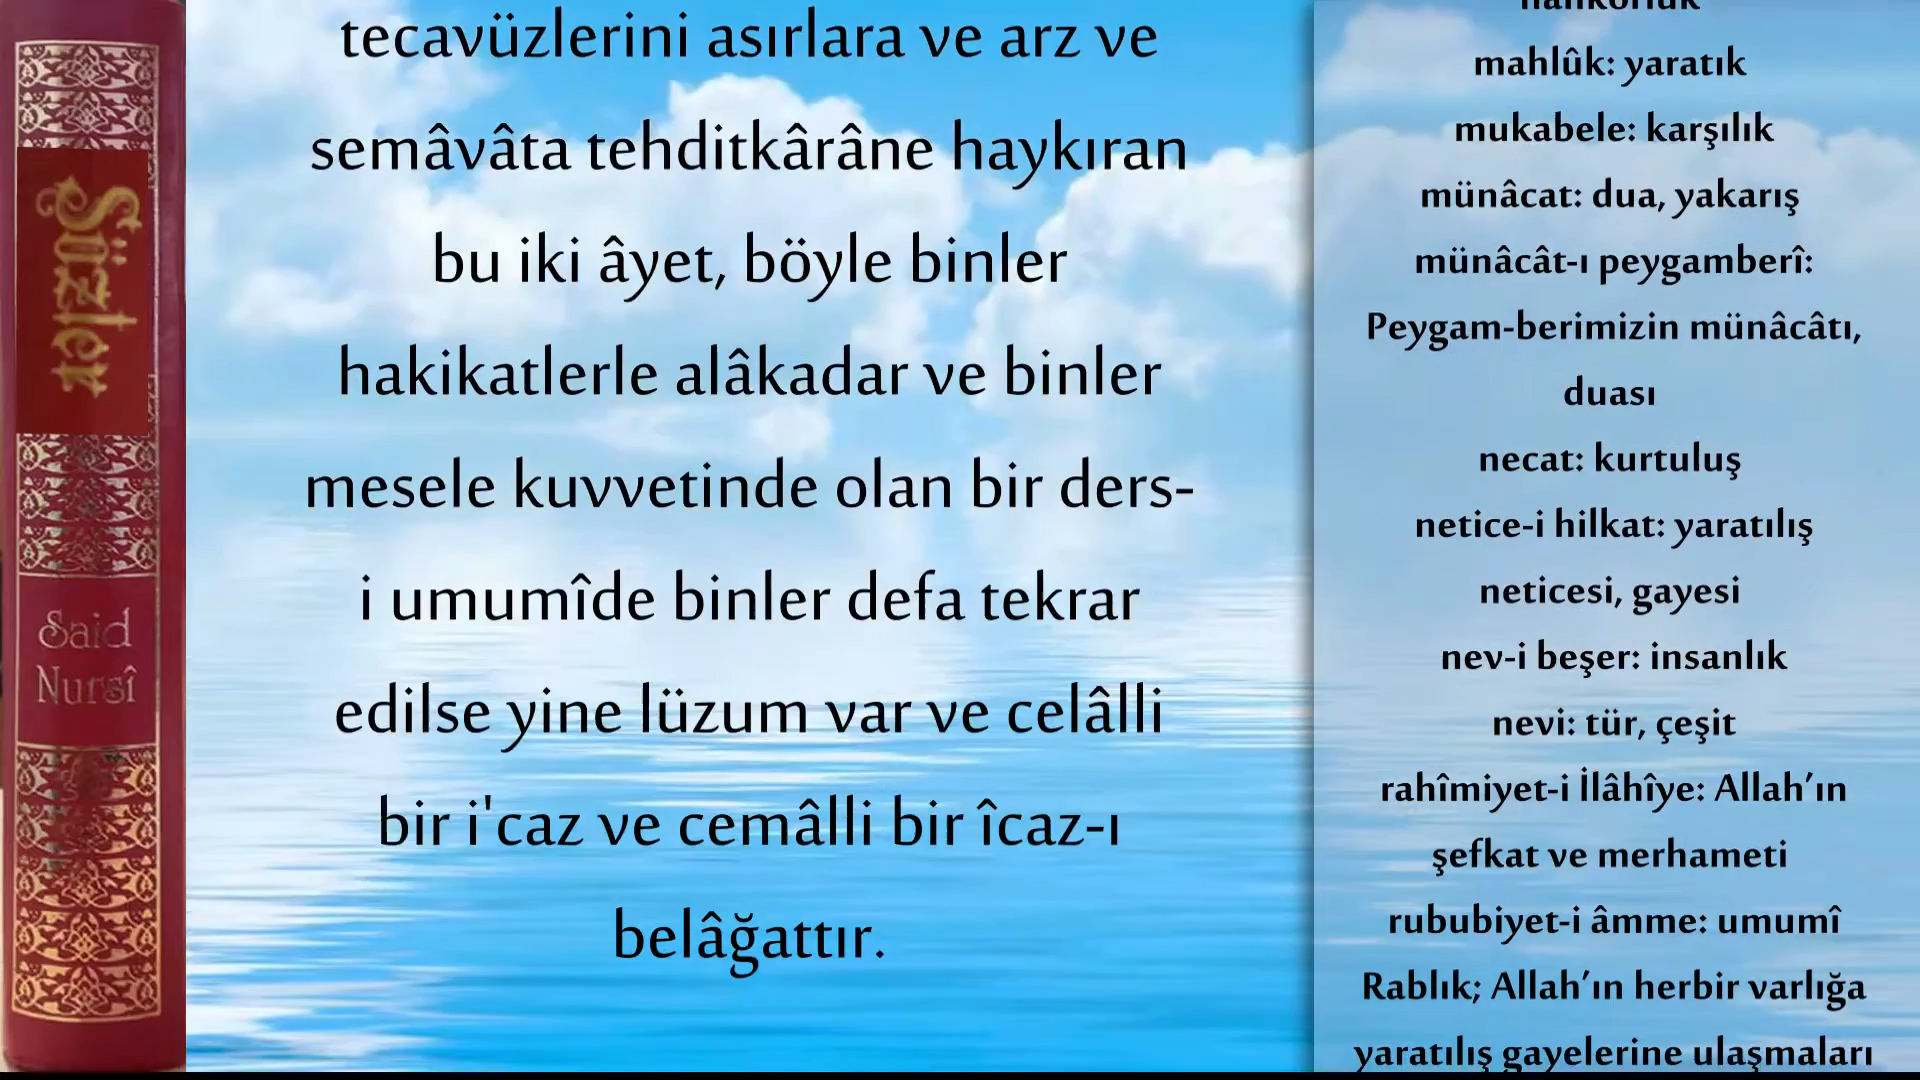 Sözler
Said
Nursî
tecavüzlerini asırlara ve arz ve
semâvâta tehditkârâne haykıran
bu iki âyet, böyle binler
hakikatlerle alâkadar ve binler
mesele kuvvetinde olan bir ders-
i umumîde binler defa tekrar
edilse yine lüzum var ve celâlli
bir i'caz ve cemâlli bir îcaz-ı
belâğattır.
mahlûk: yaratık
mukabele: karşılık
münâcat: dua, yakarış
münâcât-ı peygamberî:
Peygam-berimizin münâcâtı,
duası
necat: kurtuluş
netice-i hilkat: yaratılış
neticesi, gayesi
nev-i beşer: insanlık
nevi: tür, çeşit
rahîmiyet-i İlâhîye: Allah’ın
şefkat ve merhameti
rububiyet-i âmme: umumî
Rablık; Allah’ın herbir varlığa
yaratılış gayelerine ulaşmaları